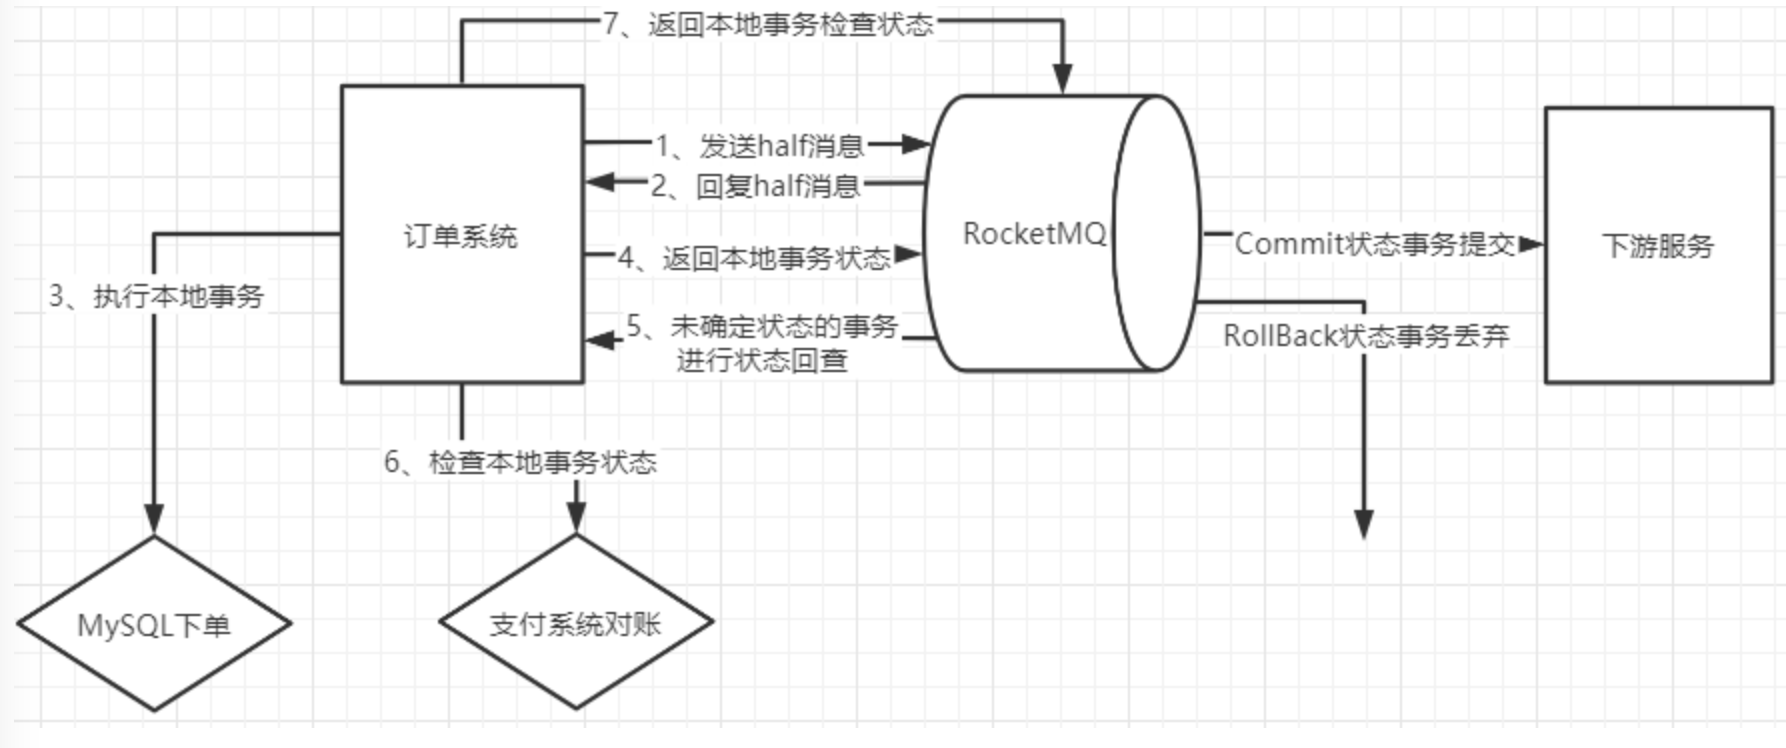 7、返回本地事务检查状态
1、发送half消息
2、回复half消息
订单系统
RocketMQ
Commit状态事务提交
下游服务
4、返回本地事务状态
3、执行本地事务
5、未确定状态的事务
进行状态回查
RollBack状态事务丢弃
6、检查本地事务状态
MySQL下单
支付系统对账